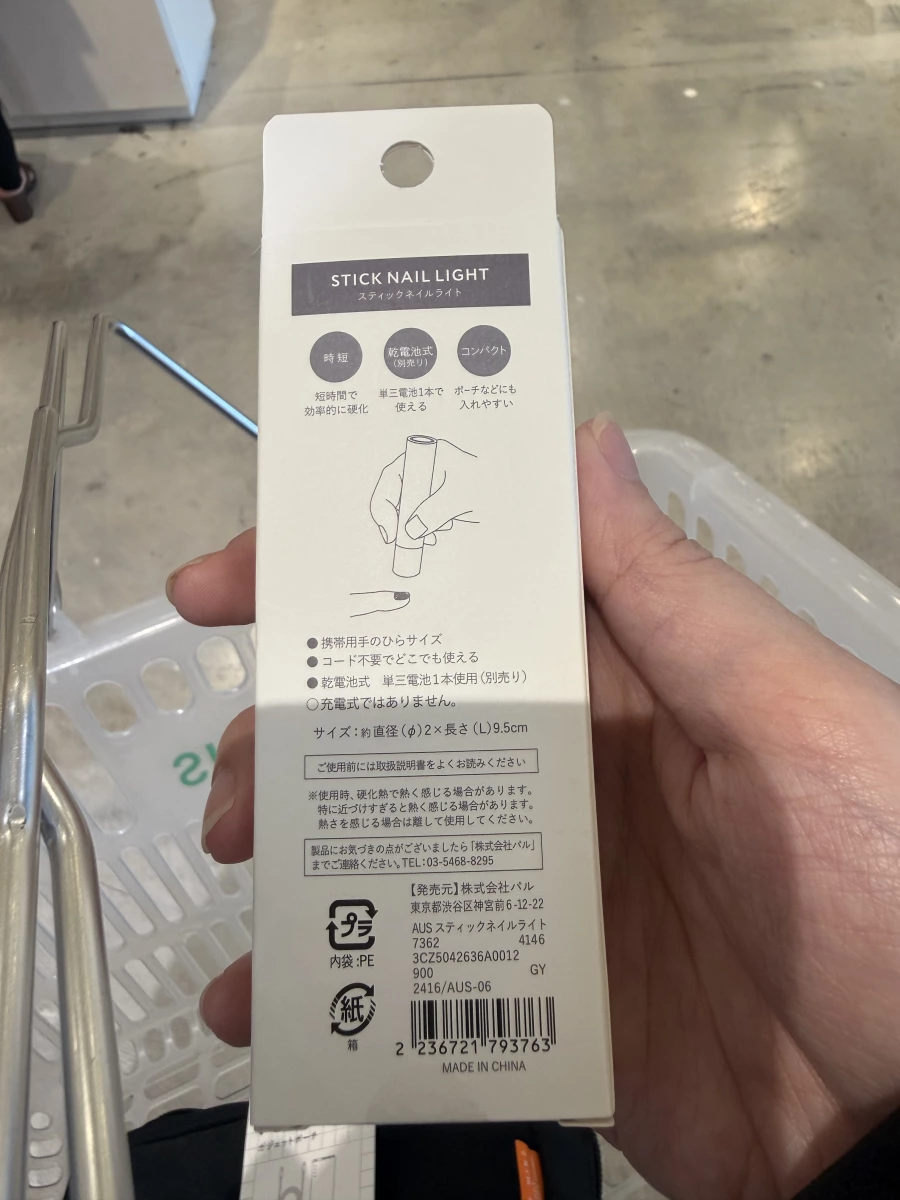 STICK NAIL LIGHT
スティックネイルライト
時短
乾電池式
(別売り)
コンパクト
短時間で
効率的に硬化
単三電池1本で
使える
ポーチなどにも
入れやすい
●携帯用手のひらサイズ
●コード不要でどこでも使える
●乾電池式 単三電池1本使用(別売り)
○充電式ではありません。
サイズ:約直径(φ)2×長さ(L)9.5cm
ご使用前には取扱説明書をよくお読みください
※使用時、硬化熱で熱く感じる場合があります。
特に近づけすぎると熱く感じる場合があります。
熱さを感じる場合は離して使用してください。
製品にお気づきの点がございましたら「株式会社パル」
までご連絡ください。TEL:03-5468-8295
【発売元】株式会社パル
東京都渋谷区神宮前6-12-22
AUS スティックネイルライト
7362 4146
3CZ5042636A0012
900 GY
2416/AUS-06
プラ
内袋:PE
紙
箱
2 236721 793763
MADE IN CHINA